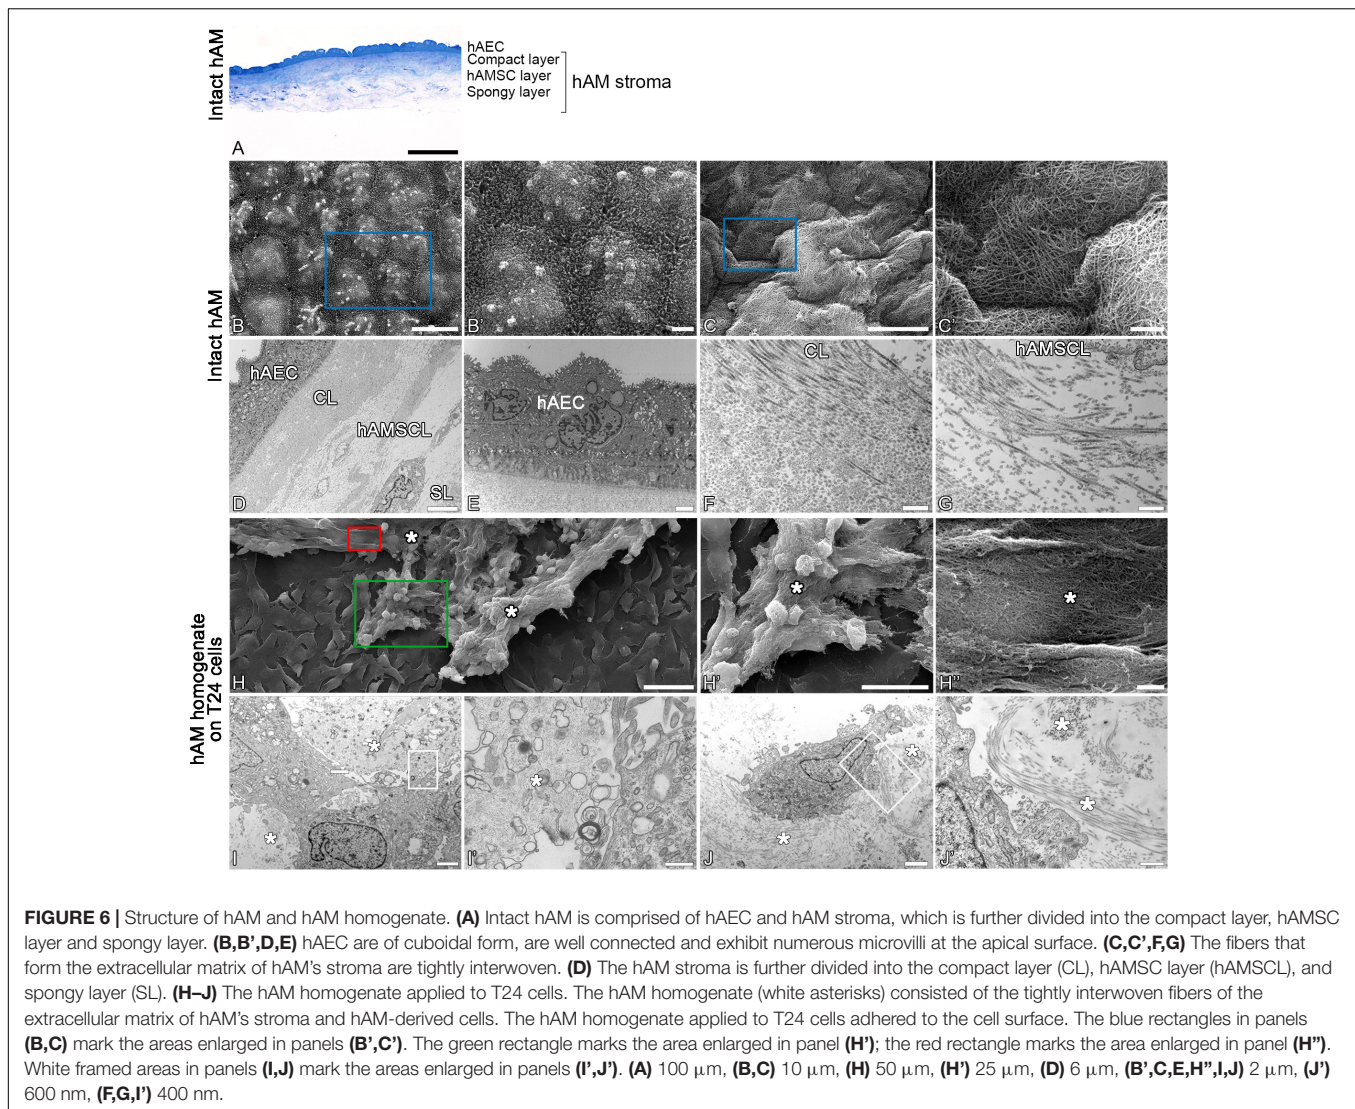 Intact hAM
hAEC
Compact layer
hAMSC layer
Spongy layer
hAM stroma
A
Intact hAM
B
B'
C
C'
hAEC
CL
hAMSCL
SL
D
hAEC
E
CL
F
hAMSCL
G
hAM homogenate
on T24 cells
*
*
H
*
H'
*
H"
*
*
I
*
I'
*
*
J
*
*
J'
FIGURE 6 | Structure of hAM and hAM homogenate. (A) Intact hAM is comprised of hAEC and hAM stroma, which is further divided into the compact layer, hAMSC
layer and spongy layer. (B,B',D,E) hAEC are of cuboidal form, are well connected and exhibit numerous microvilli at the apical surface. (C,C',F,G) The fibers that
form the extracellular matrix of hAM's stroma are tightly interwoven. (D) The hAM stroma is further divided into the compact layer (CL), hAMSC layer (hAMSCL), and
spongy layer (SL). (H–J) The hAM homogenate applied to T24 cells. The hAM homogenate (white asterisks) consisted of the tightly interwoven fibers of the
extracellular matrix of hAM's stroma and hAM-derived cells. The hAM homogenate applied to T24 cells adhered to the cell surface. The blue rectangles in panels
(B,C) mark the areas enlarged in panels (B',C'). The green rectangle marks the area enlarged in panel (H'); the red rectangle marks the area enlarged in panel (H").
White framed areas in panels (I,J) mark the areas enlarged in panels (I',J'). (A) 100 μm, (B,C) 10 μm, (H) 50 μm, (H') 25 μm, (D) 6 μm, (B',C,E,H",I,J) 2 μm, (J')
600 nm, (F,G,I') 400 nm.